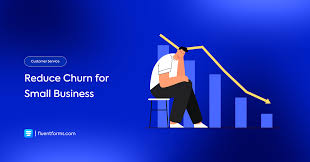 Customer Service
Reduce Churn for
Small Business
fluentforms.com